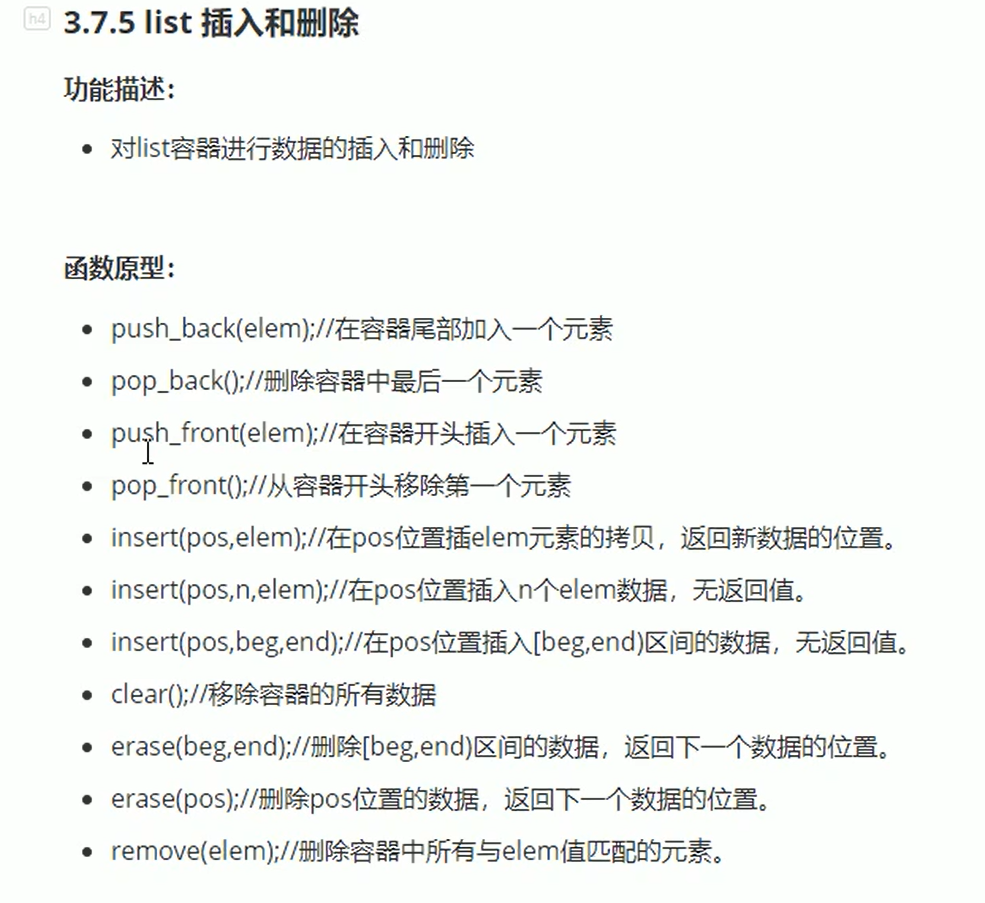 h4
3.7.5 list 插入和删除
功能描述：
对list容器进行数据的插入和删除
函数原型：
push_back(elem);//在容器尾部加入一个元素
pop_back();//删除容器中最后一个元素
push_front(elem);//在容器开头插入一个元素
pop_front();//从容器开头移除第一个元素
insert(pos,elem);//在pos位置插elem元素的拷贝，返回新数据的位置。
insert(pos,n,elem);//在pos位置插入n个elem数据，无返回值。
insert(pos,beg,end);//在pos位置插入[beg,end)区间的数据，无返回值。
clear();//移除容器的所有数据
erase(beg,end);//删除[beg,end)区间的数据，返回下一个数据的位置。
erase(pos);//删除pos位置的数据，返回下一个数据的位置。
remove(elem);//删除容器中所有与elem值匹配的元素。